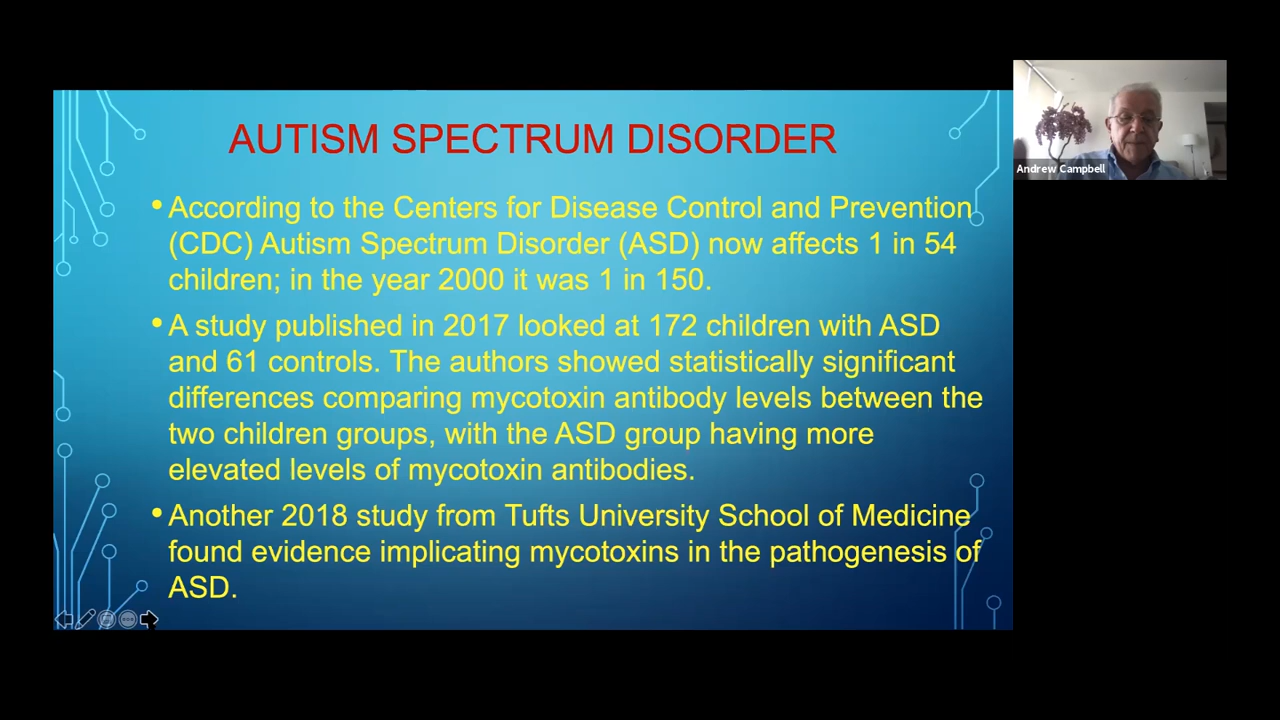 AUTISM SPECTRUM DISORDER
• According to the Centers for Disease Control and Prevention
(CDC) Autism Spectrum Disorder (ASD) now affects 1 in 54
children; in the year 2000 it was 1 in 150.
• A study published in 2017 looked at 172 children with ASD
and 61 controls. The authors showed statistically significant
differences comparing mycotoxin antibody levels between the
two children groups, with the ASD group having more
elevated levels of mycotoxin antibodies.
• Another 2018 study from Tufts University School of Medicine
found evidence implicating mycotoxins in the pathogenesis of
ASD.
Andrew Campbell